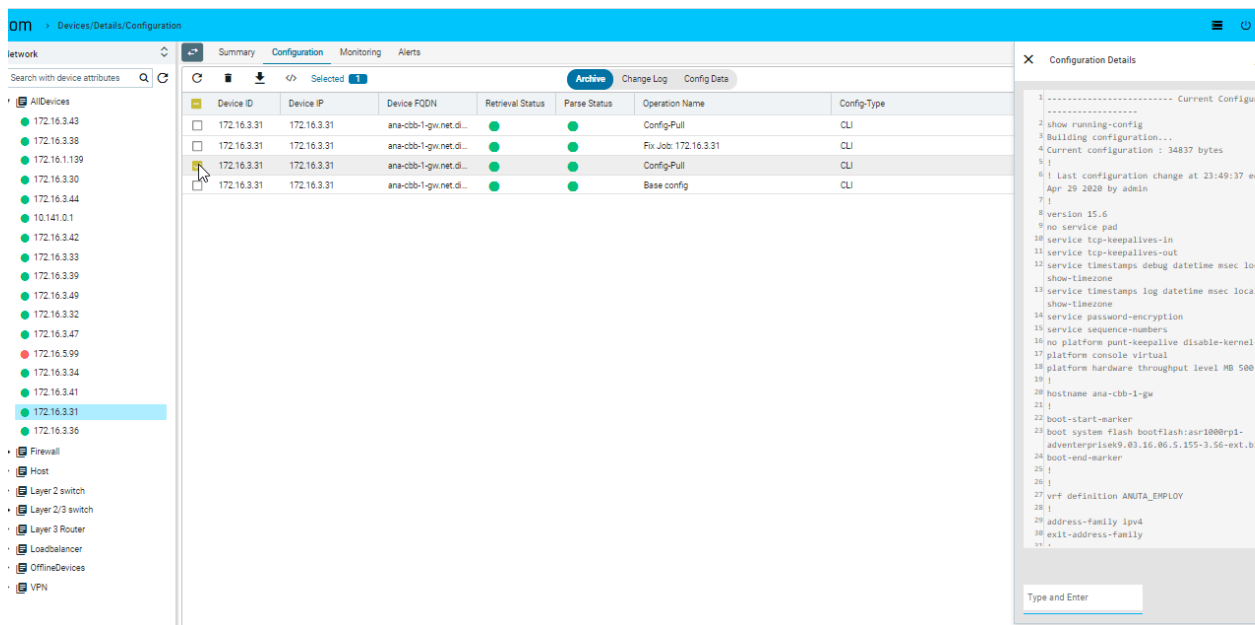 om > Devices/Details/Configuration
Network
Search with device attributes
AllDevices
172.16.3.43
172.16.3.38
172.16.1.139
172.16.3.30
172.16.3.44
10.141.0.1
172.16.3.42
172.16.3.33
172.16.3.39
172.16.3.49
172.16.3.32
172.16.3.47
172.16.5.99
172.16.3.34
172.16.3.41
172.16.3.31
172.16.3.36
Firewall
Host
Layer 2 switch
Layer 2/3 switch
Layer 3 Router
Loadbalancer
OfflineDevices
VPN
Summary Configuration Monitoring Alerts
</> Selected 1 Archive Change Log Config Data
Device ID Device IP Device FQDN Retrieval Status Parse Status Operation Name Config-Type
172.16.3.31 172.16.3.31 ana-cbb-1-gw.net.di... Config-Pull CLI
172.16.3.31 172.16.3.31 ana-cbb-1-gw.net.di... Fix Job: 172.16.3.31 CLI
172.16.3.31 172.16.3.31 ana-cbb-1-gw.net.di... Config-Pull CLI
172.16.3.31 172.16.3.31 ana-cbb-1-gw.net.di... Base config CLI
Configuration Details
1 ------------------------- Current Configu
------------------
2 show running-config
3 Building configuration...
4 Current configuration : 34837 bytes
5 !
6 ! Last configuration change at 23:49:37 e
Apr 29 2020 by admin
7 !
8 version 15.6
9 no service pad
10 service tcp-keepalives-in
11 service tcp-keepalives-out
12 service timestamps debug datetime msec lo
show-timezone
13 service timestamps log datetime msec loca
show-timezone
14 service password-encryption
15 service sequence-numbers
16 no platform punt-keepalive disable-kernel
17 platform console virtual
18 platform hardware throughput level MB 500
19 !
20 hostname ana-cbb-1-gw
21 !
22 boot-start-marker
23 boot system flash bootflash:asr1000rp1-
adventerprisek9.03.16.06.S.155-3.S6-ext.b
24 boot-end-marker
25 !
26 !
27 vrf definition ANUTA_EMPLOY
28 !
29 address-family ipv4
30 exit-address-family
31 !
Type and Enter